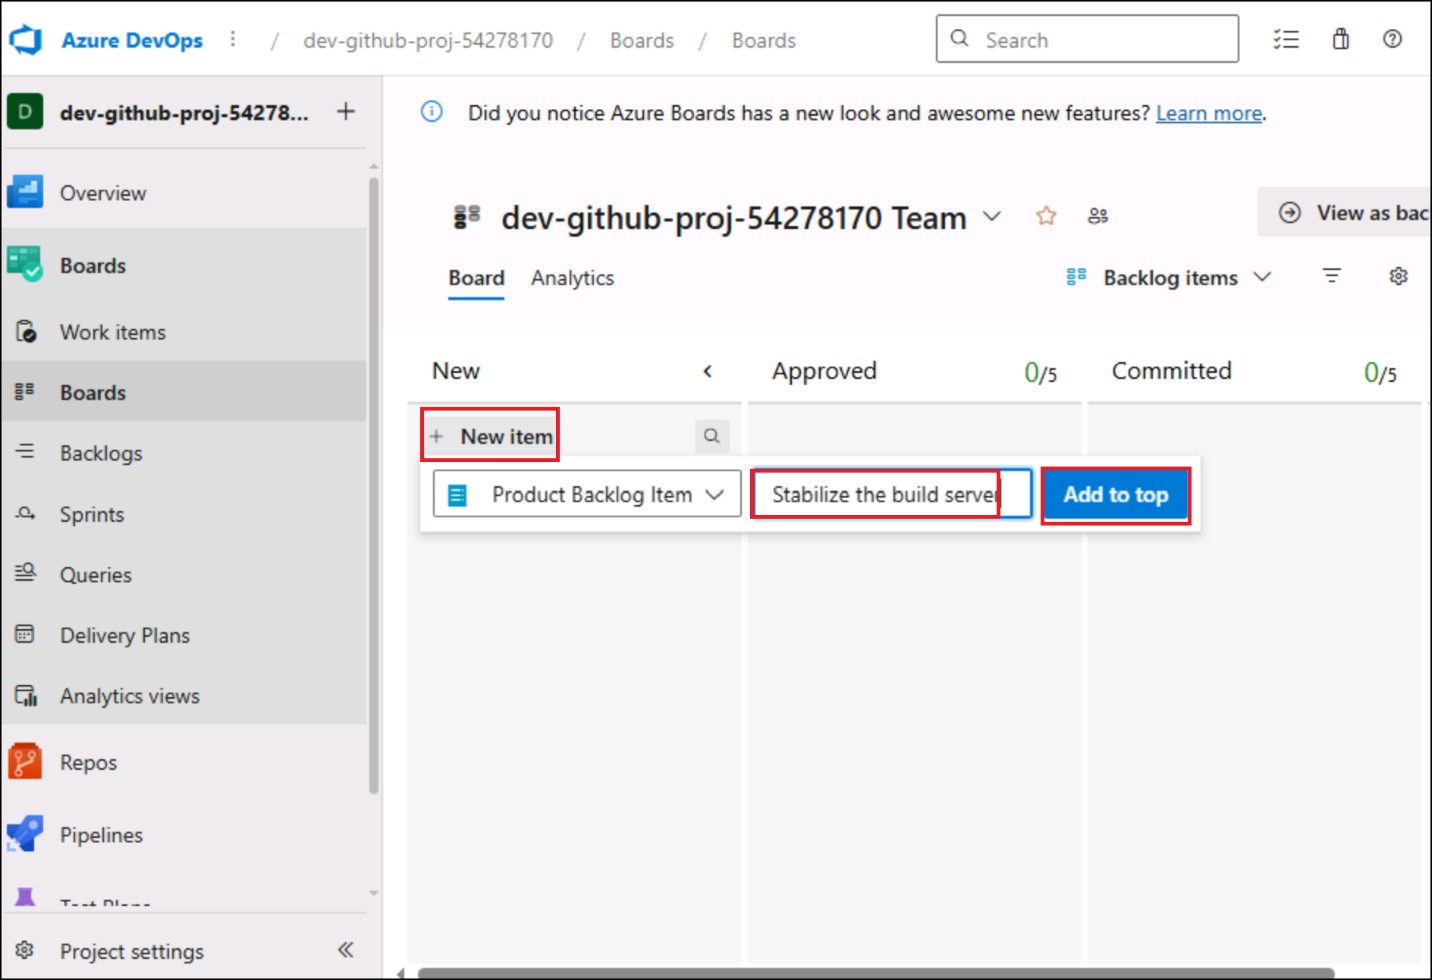 Azure DevOps / dev-github-proj-54278170 / Boards / Boards
Search
D dev-github-proj-54278... +
Did you notice Azure Boards has a new look and awesome new features? Learn more.
Overview
Boards
Work items
Boards
Backlogs
Sprints
Queries
Delivery Plans
Analytics views
Repos
Pipelines
Test Plans
Project settings
dev-github-proj-54278170 Team
View as bac
Board Analytics
Backlog items
New
Approved 0/5
Committed 0/5
+ New item
Product Backlog Item
Stabilize the build server
Add to top